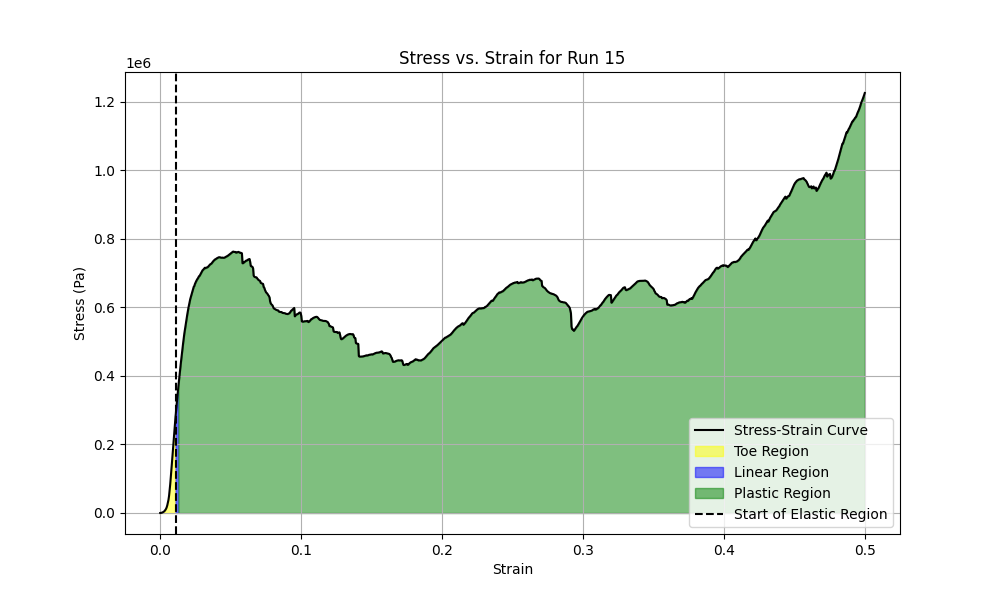 Stress vs. Strain for Run 15
1e6
1.2
1.0
0.8
0.6
0.4
0.2
0.0
Stress (Pa)
0.0 0.1 0.2 0.3 0.4 0.5
Strain
Stress-Strain Curve
Toe Region
Linear Region
Plastic Region
Start of Elastic Region